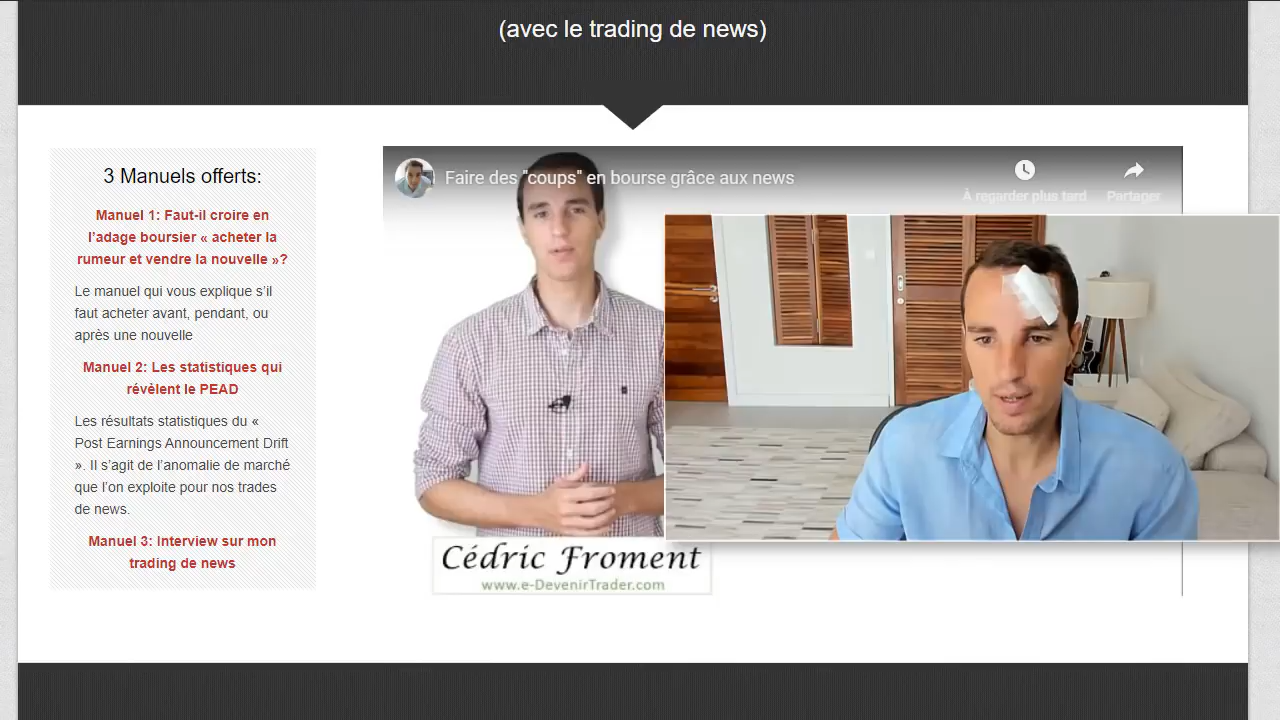 (avec le trading de news)
3 Manuels offerts:
Manuel 1: Faut-il croire en
l'adage boursier « acheter la
rumeur et vendre la nouvelle »?
Le manuel qui vous explique s'il
faut acheter avant, pendant, ou
après une nouvelle
Manuel 2: Les statistiques qui
révèlent le PEAD
Les résultats statistiques du «
Post Earnings Announcement Drift
». Il s'agit de l'anomalie de marché
que l'on exploite pour nos trades
de news.
Manuel 3: Interview sur mon
trading de news
Faire des "coups" en bourse grâce aux news
À regarder plus tard
Partager
Cédric Froment
www.e-DevenirTrader.com